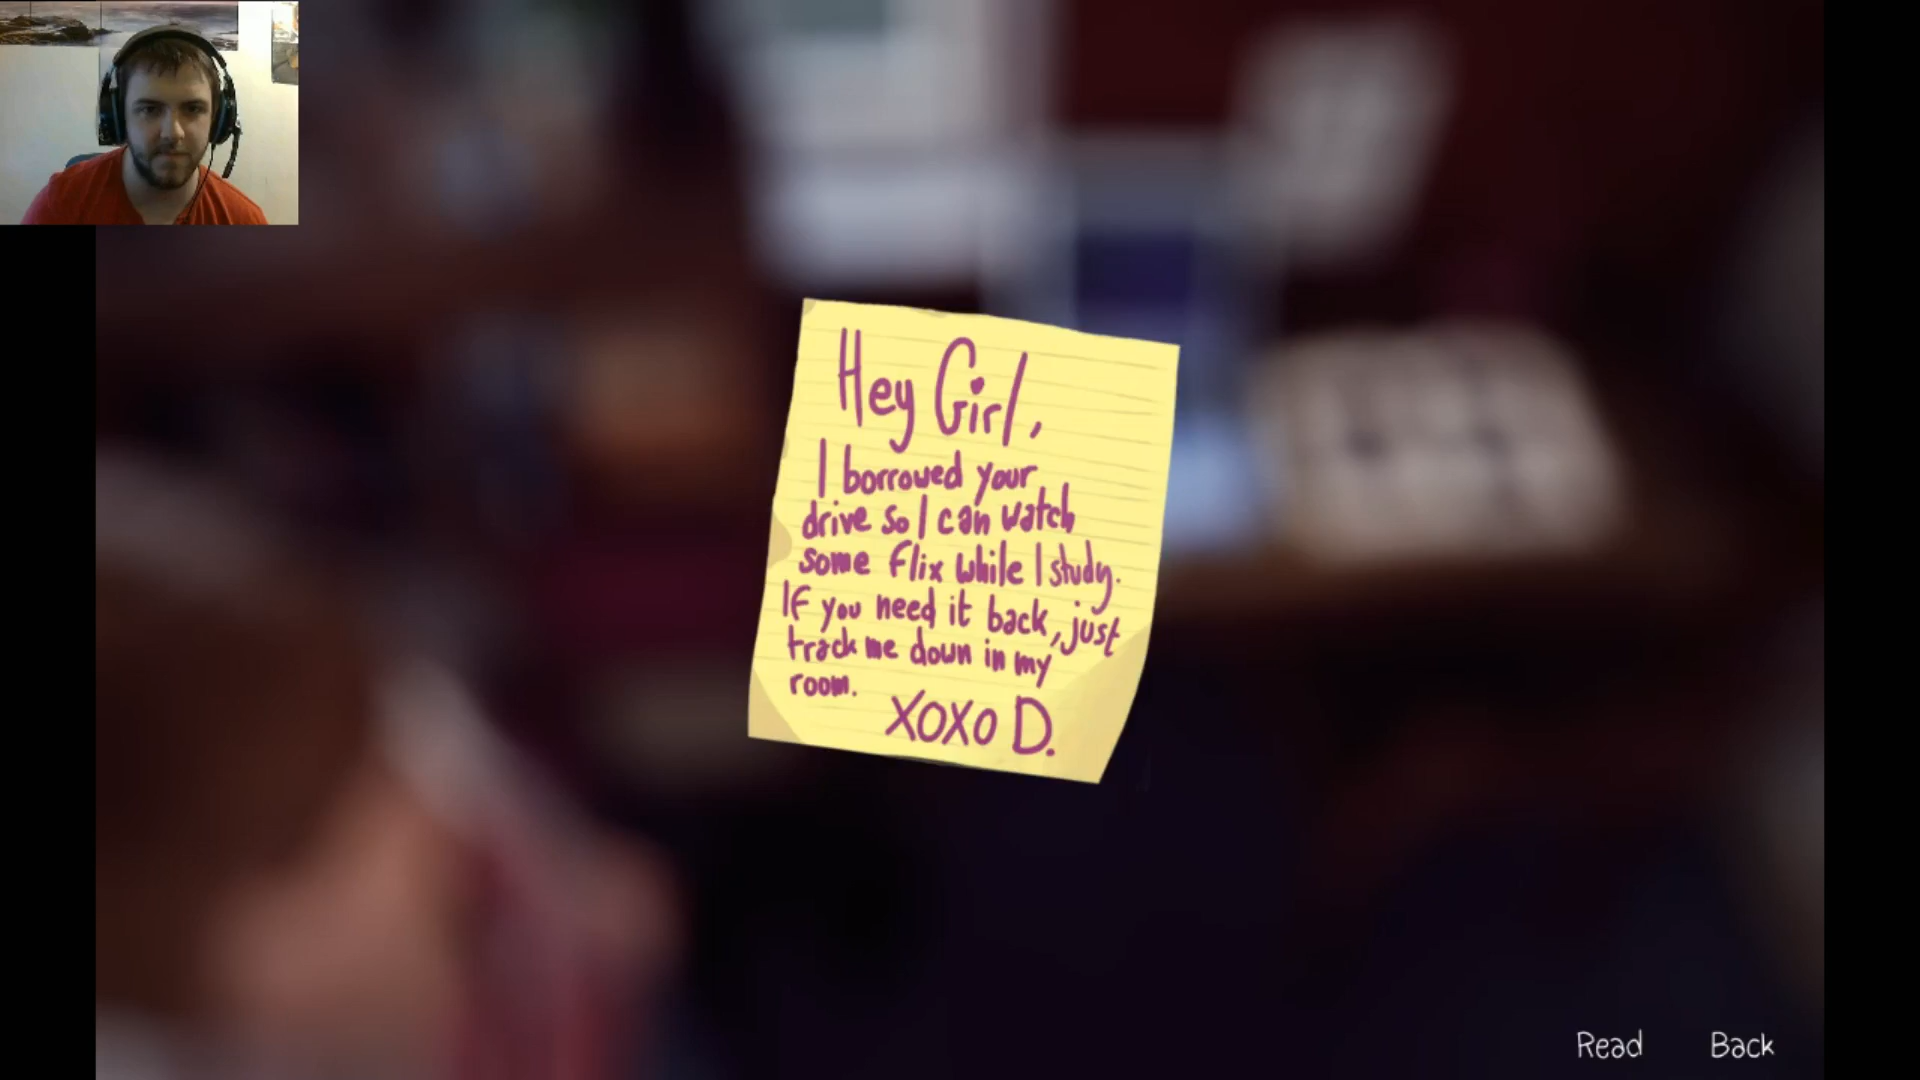 Hey Girl,
I borrowed your
drive so I can watch
some flix while I study.
If you need it back, just
track me down in my
room.
XOXO D.
Read Back